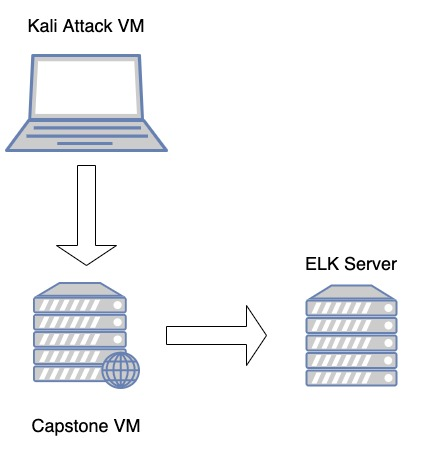 Kali Attack VM
ELK Server
Capstone VM